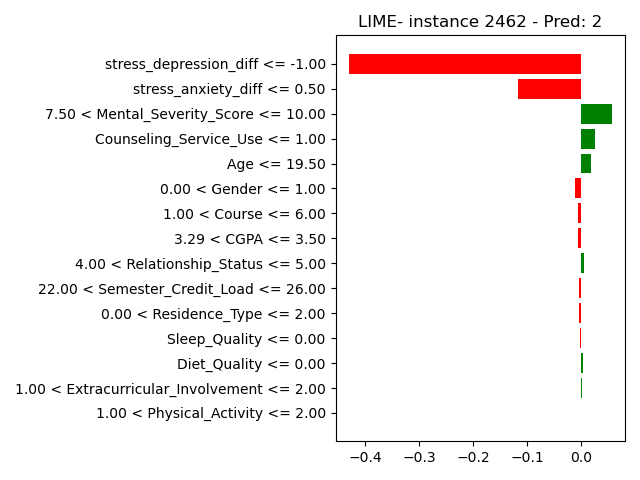 LIME- instance 2462 - Pred: 2
stress_depression_diff <= -1.00
stress_anxiety_diff <= 0.50
7.50 < Mental_Severity_Score <= 10.00
Counseling_Service_Use <= 1.00
Age <= 19.50
0.00 < Gender <= 1.00
1.00 < Course <= 6.00
3.29 < CGPA <= 3.50
4.00 < Relationship_Status <= 5.00
22.00 < Semester_Credit_Load <= 26.00
0.00 < Residence_Type <= 2.00
Sleep_Quality <= 0.00
Diet_Quality <= 0.00
1.00 < Extracurricular_Involvement <= 2.00
1.00 < Physical_Activity <= 2.00
−0.4 −0.3 −0.2 −0.1 0.0